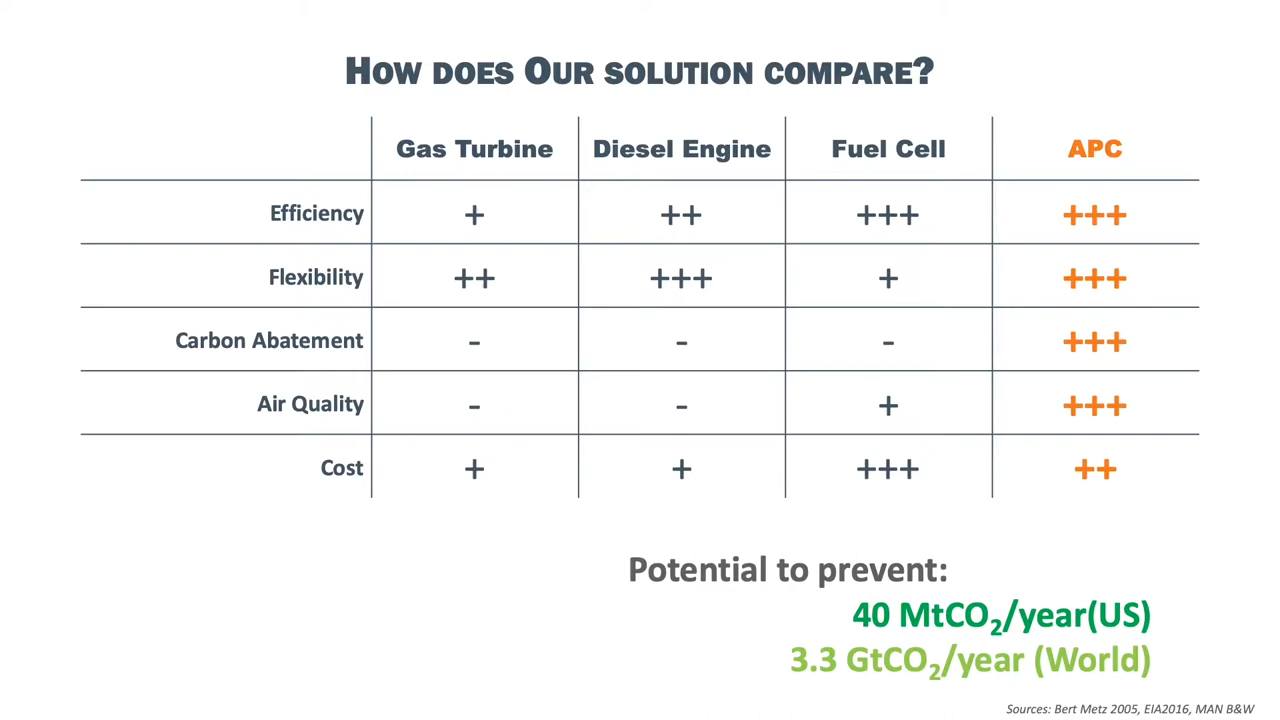 HOW DOES OUR SOLUTION COMPARE?
Gas Turbine Diesel Engine Fuel Cell APC
Efficiency + ++ +++ +++
Flexibility ++ +++ + +++
Carbon Abatement - - - +++
Air Quality - - + +++
Cost + + +++ ++
Potential to prevent:
40 MtCO₂/year(US)
3.3 GtCO₂/year (World)
Sources: Bert Metz 2005, EIA2016, MAN B&W